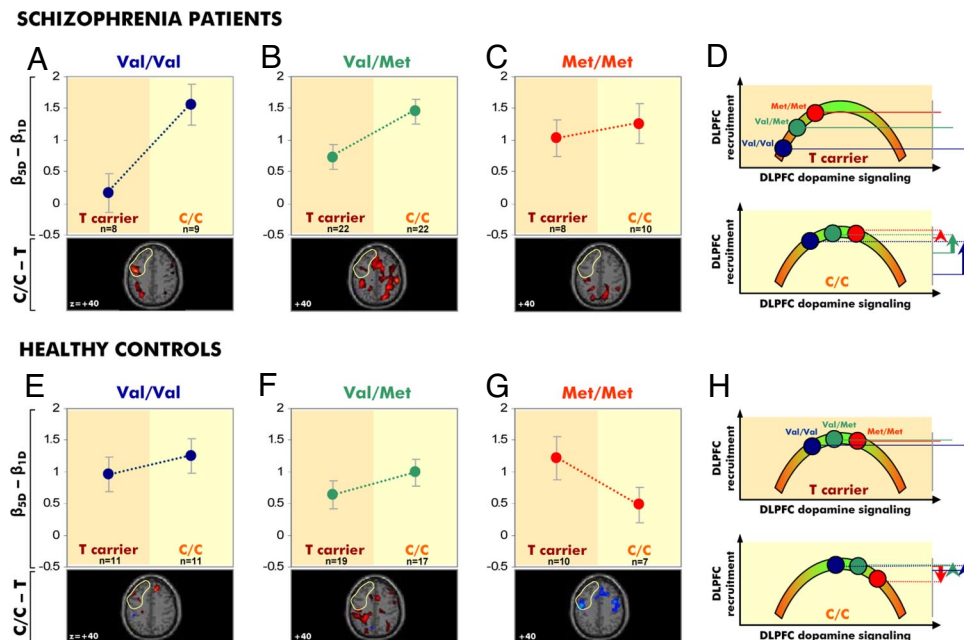 SCHIZOPHRENIA PATIENTS
A
Val/Val
B
Val/Met
C
Met/Met
D
β5D – β1D
2
1.5
1
0.5
0
-0.5
T carrier
n=8
C/C
n=9
T carrier
n=22
C/C
n=22
T carrier
n=8
C/C
n=10
C/C – T
z=+40
+40
+40
DLPFC
recruitment
Met/Met
Val/Met
Val/Val
T carrier
DLPFC dopamine signaling
DLPFC
recruitment
C/C
DLPFC dopamine signaling
HEALTHY CONTROLS
E
Val/Val
F
Val/Met
G
Met/Met
H
β5D – β1D
2
1.5
1
0.5
0
-0.5
T carrier
n=11
C/C
n=11
T carrier
n=19
C/C
n=17
T carrier
n=10
C/C
n=7
C/C – T
z=+40
+40
+40
DLPFC
recruitment
Val/Val
Val/Met
Met/Met
T carrier
DLPFC dopamine signaling
DLPFC
recruitment
C/C
DLPFC dopamine signaling